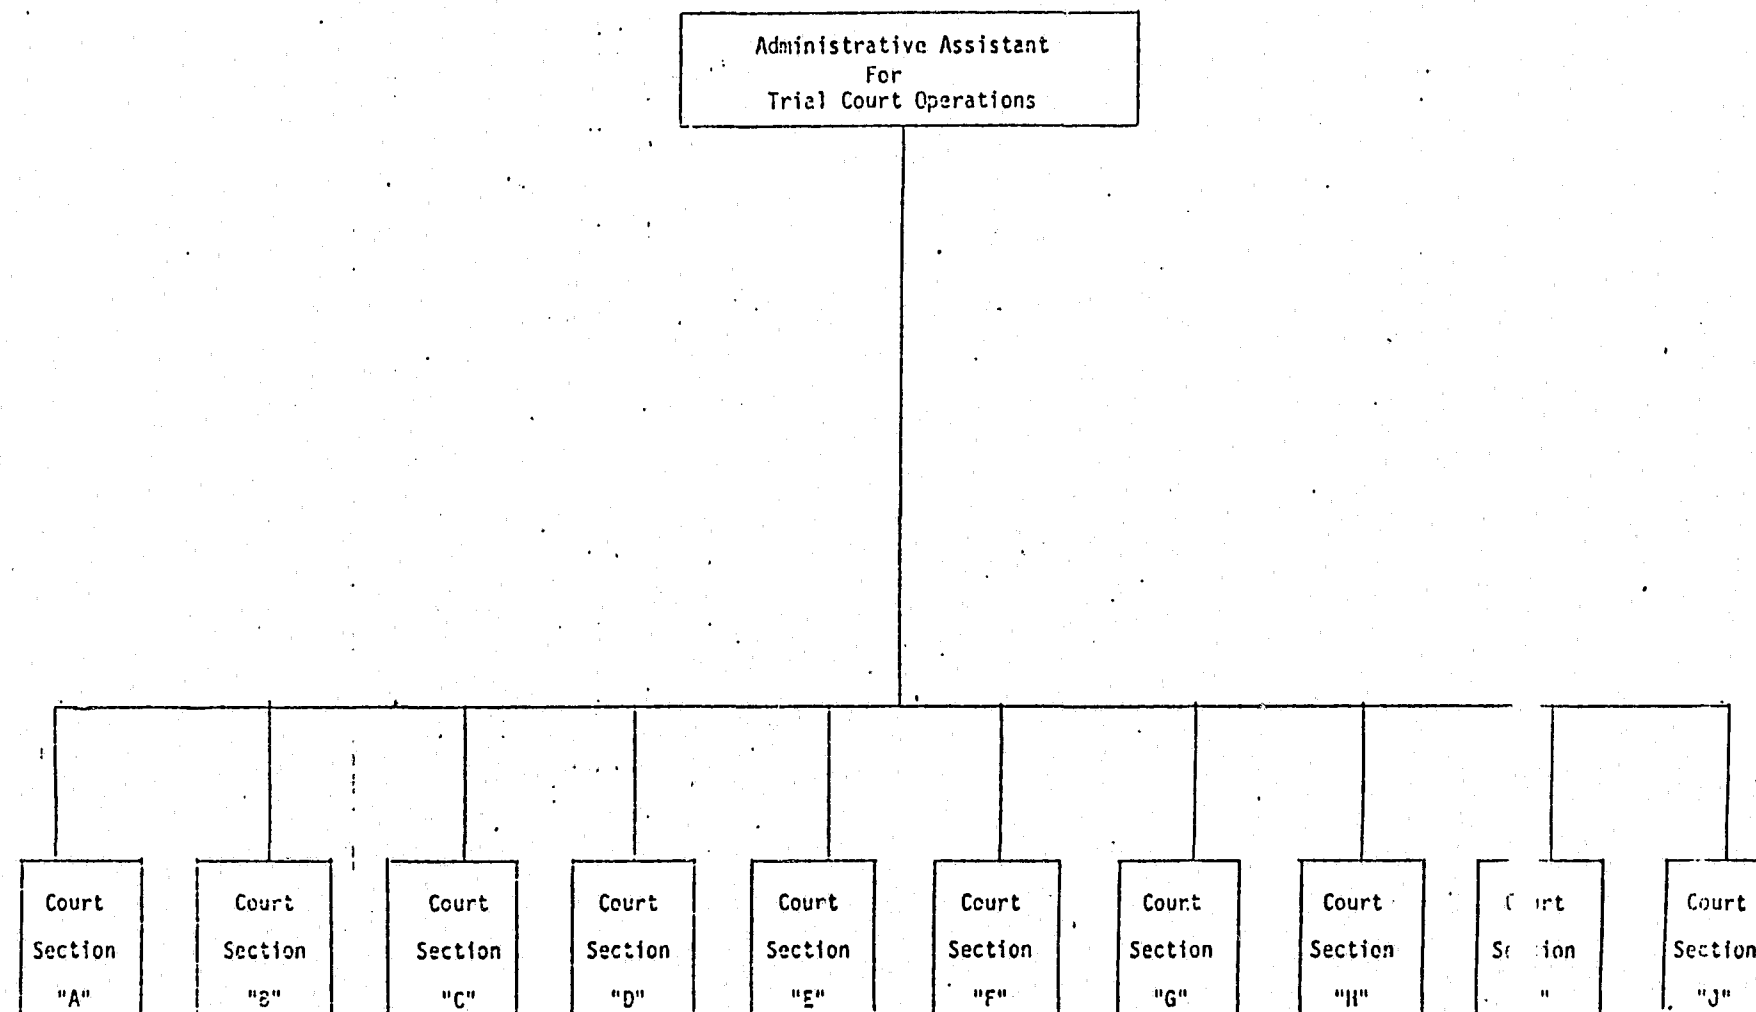 Administrative Assistant
For
Trial Court Operations
Court
Section
"A"
Court
Section
"B"
Court
Section
"C"
Court
Section
"D"
Court
Section
"E"
Court
Section
"F"
Court
Section
"G"
Court
Section
"H"
Court
Section
"J"